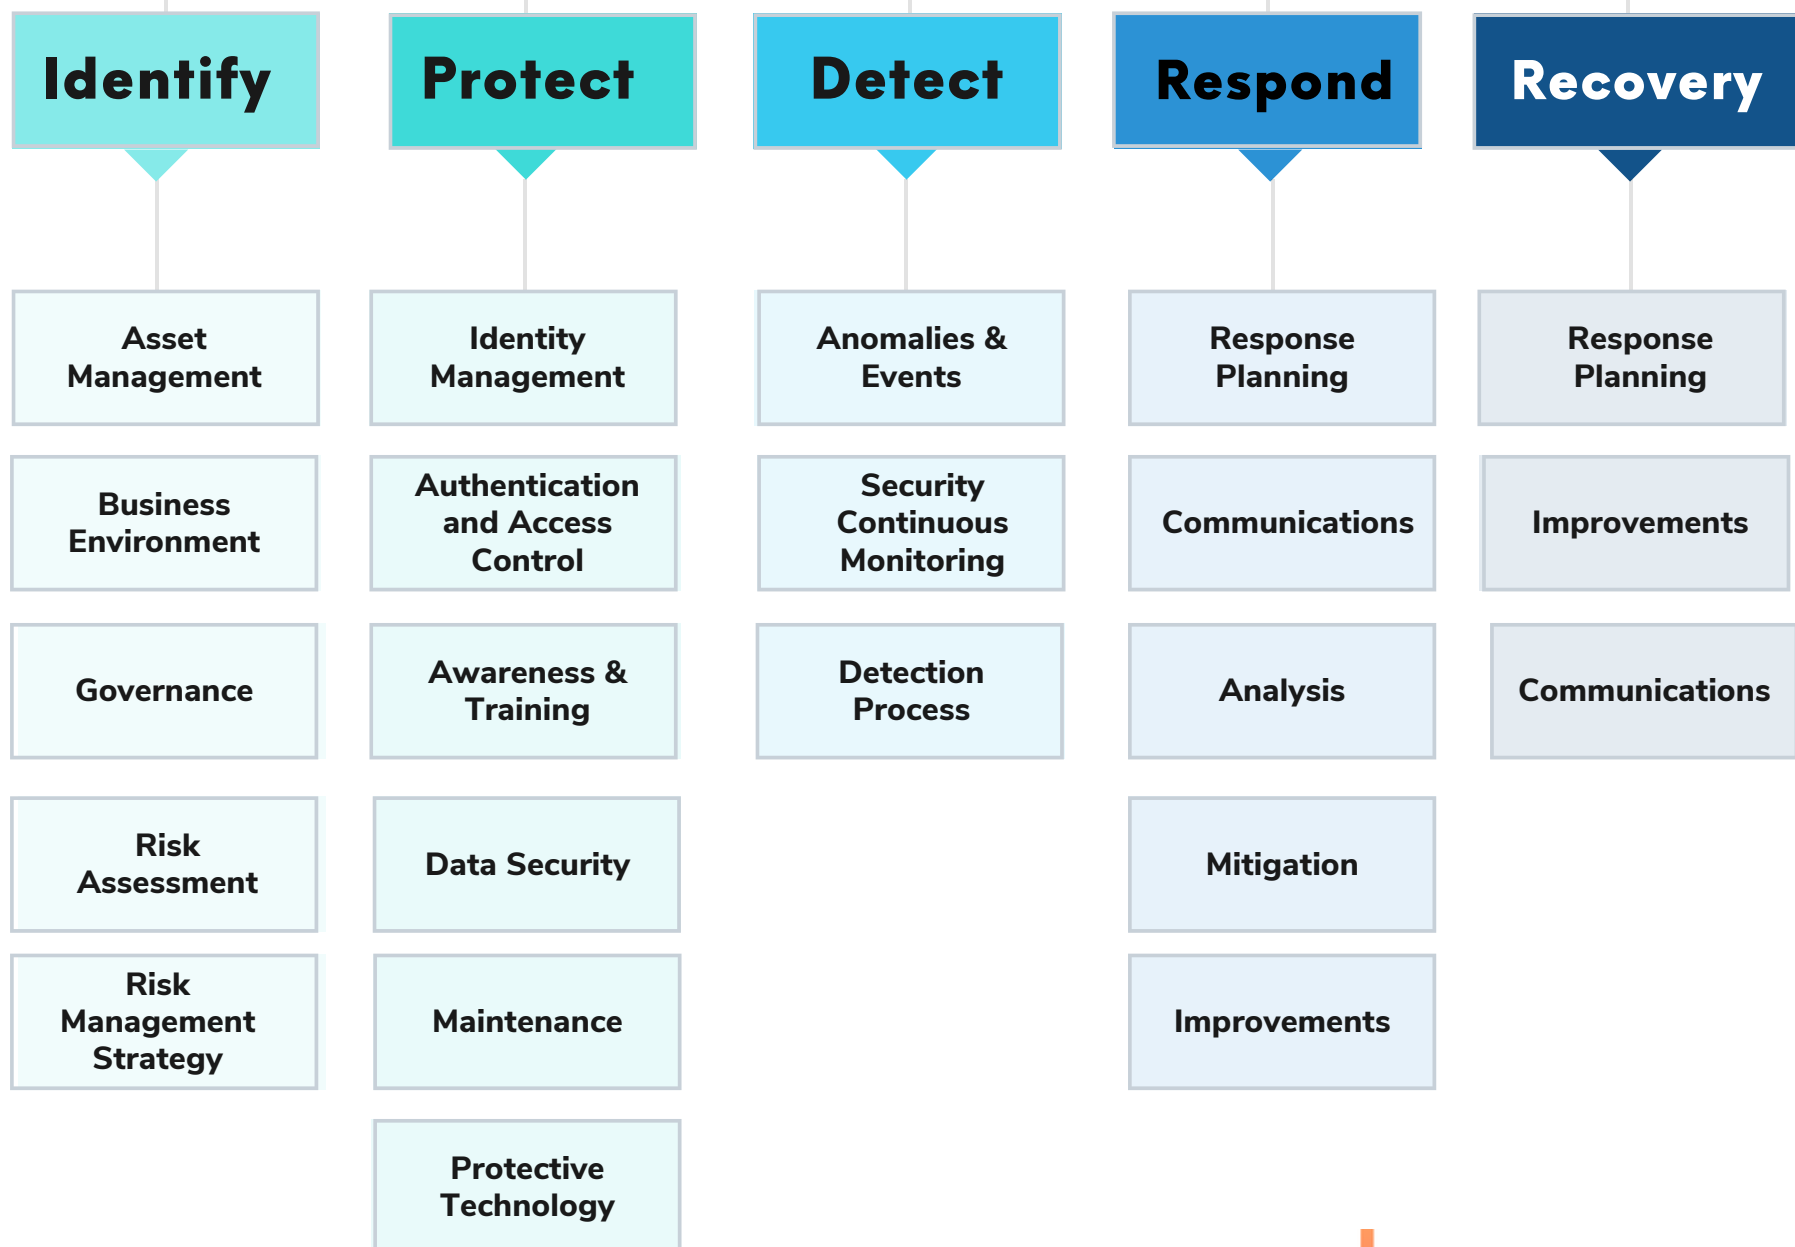 Identify
Protect
Detect
Respond
Recovery
Asset
Management
Identity
Management
Anomalies &
Events
Response
Planning
Response
Planning
Business
Environment
Authentication
and Access
Control
Security
Continuous
Monitoring
Communications
Improvements
Governance
Awareness &
Training
Detection
Process
Analysis
Communications
Risk
Assessment
Data Security
Mitigation
Risk
Management
Strategy
Maintenance
Improvements
Protective
Technology